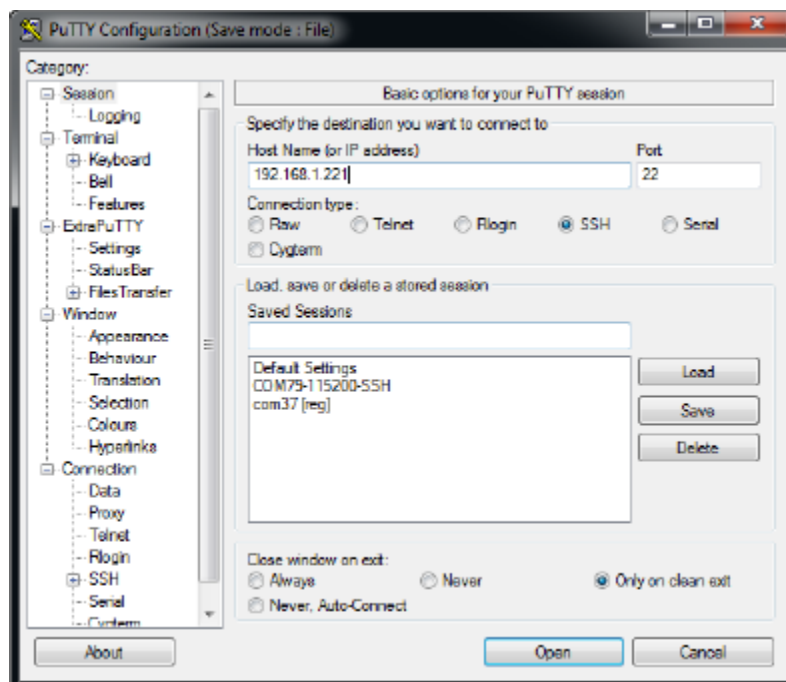 PuTTY Configuration (Save mode : File)
Category:
Session
Logging
Terminal
Keyboard
Bell
Features
ExtraPuTTY
Settings
StatusBar
FilesTransfer
Window
Appearance
Behaviour
Translation
Selection
Colours
Hyperlinks
Connection
Data
Proxy
Telnet
Rlogin
SSH
Serial
Cygterm
About
Basic options for your PuTTY session
Specify the destination you want to connect to
Host Name (or IP address) Port
192.168.1.221 22
Connection type:
Raw Telnet Rlogin SSH Serial
Cygterm
Load, save or delete a stored session
Saved Sessions
Default Settings
COM79-115200-SSH
com37 [reg]
Load
Save
Delete
Close window on exit:
Always Never Only on clean exit
Never, Auto-Connect
Open Cancel